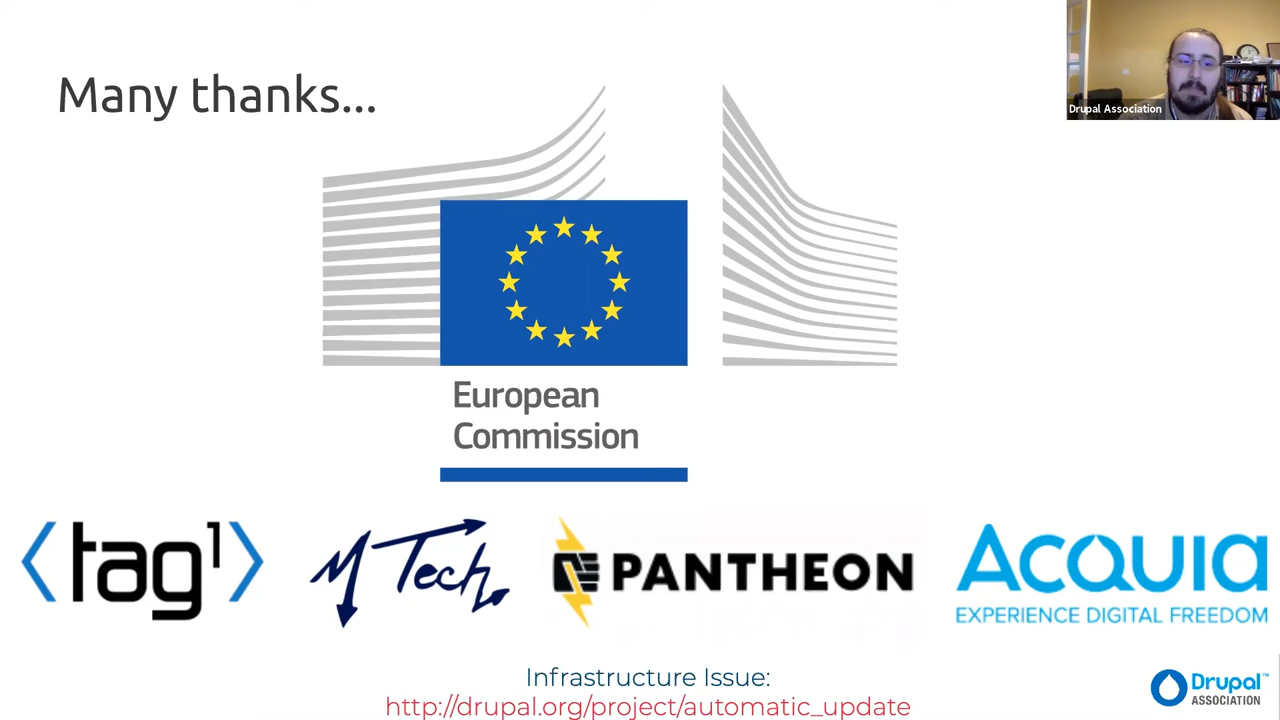 Many thanks...
Drupal Association
European
Commission
<tag1>
M Tech
PANTHEON
ACQUIA
EXPERIENCE DIGITAL FREEDOM
Infrastructure Issue:
http://drupal.org/project/automatic_update
Drupal™
ASSOCIATION